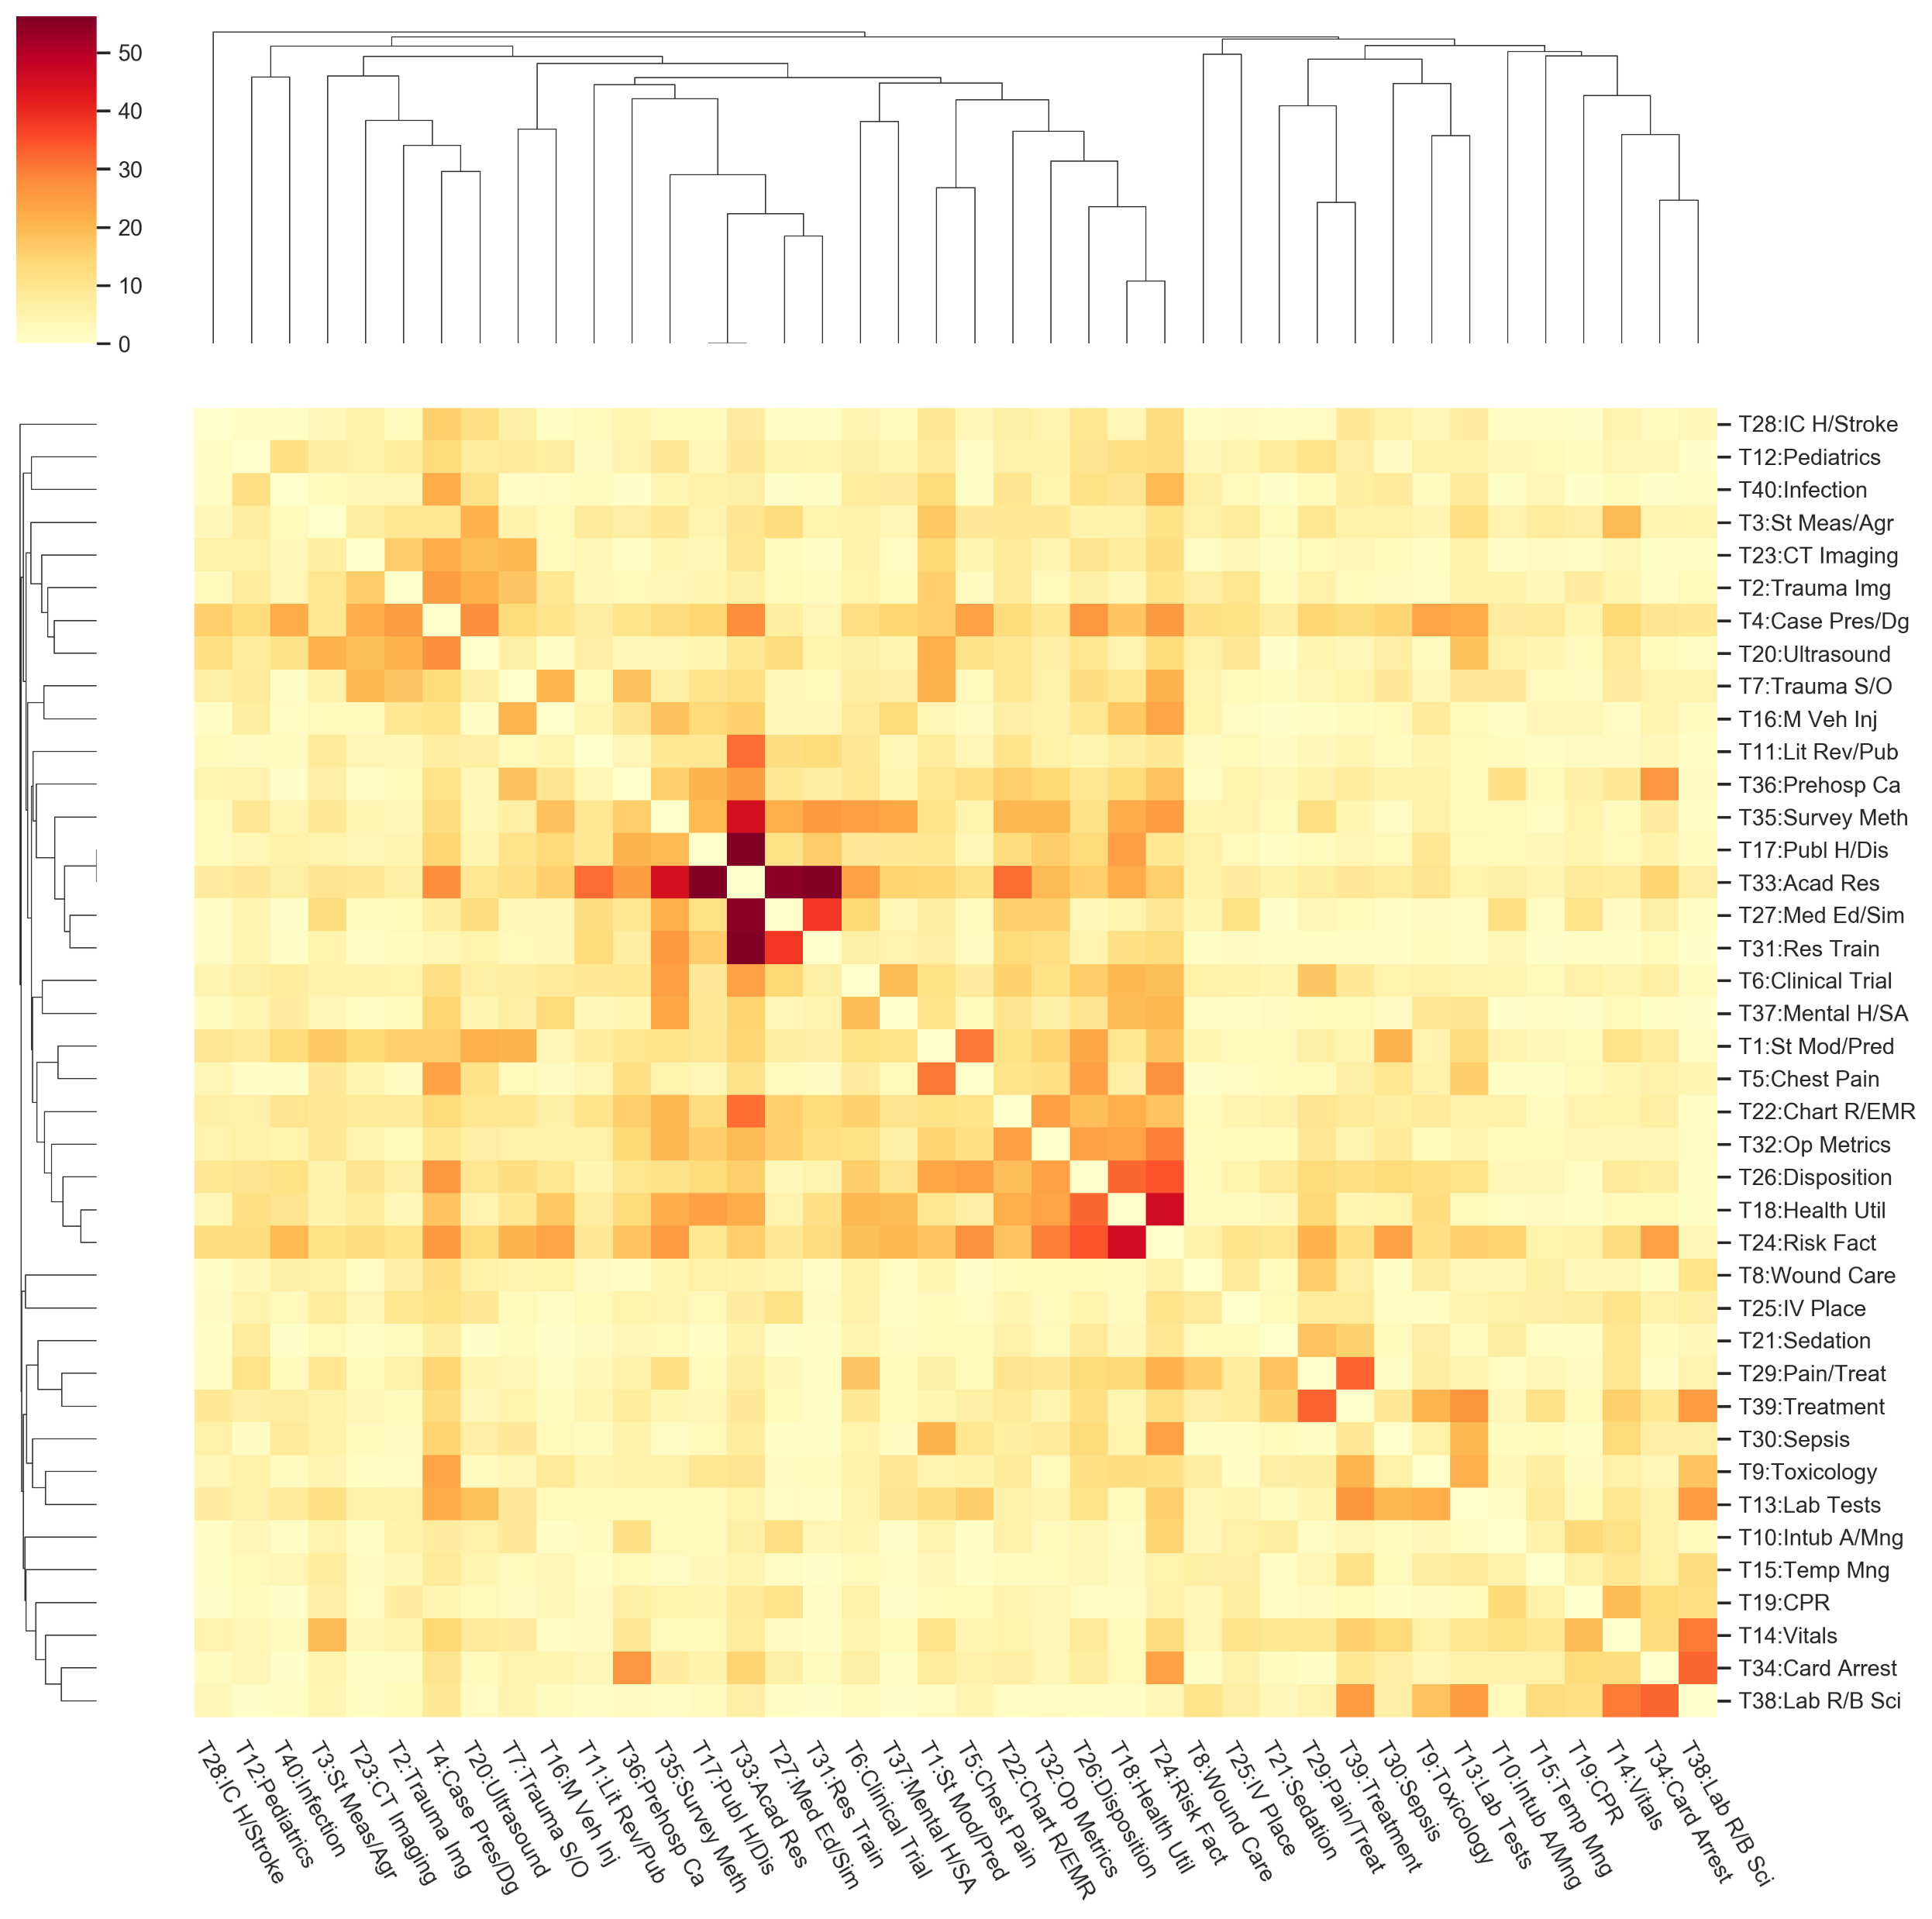 50
40
30
20
10
0
T28:IC H/Stroke
T12:Pediatrics
T40:Infection
T3:St Meas/Agr
T23:CT Imaging
T2:Trauma Img
T4:Case Pres/Dg
T20:Ultrasound
T7:Trauma S/O
T16:M Veh Inj
T11:Lit Rev/Pub
T36:Prehosp Ca
T35:Survey Meth
T17:Publ H/Dis
T33:Acad Res
T27:Med Ed/Sim
T31:Res Train
T6:Clinical Trial
T37:Mental H/SA
T1:St Mod/Pred
T5:Chest Pain
T22:Chart R/EMR
T32:Op Metrics
T26:Disposition
T18:Health Util
T24:Risk Fact
T8:Wound Care
T25:IV Place
T21:Sedation
T29:Pain/Treat
T39:Treatment
T30:Sepsis
T9:Toxicology
T13:Lab Tests
T10:Intub A/Mng
T15:Temp Mng
T19:CPR
T14:Vitals
T34:Card Arrest
T38:Lab R/B Sci
T28:IC H/Stroke
T12:Pediatrics
T40:Infection
T3:St Meas/Agr
T23:CT Imaging
T2:Trauma Img
T4:Case Pres/Dg
T20:Ultrasound
T7:Trauma S/O
T16:M Veh Inj
T11:Lit Rev/Pub
T36:Prehosp Ca
T35:Survey Meth
T17:Publ H/Dis
T33:Acad Res
T27:Med Ed/Sim
T31:Res Train
T6:Clinical Trial
T37:Mental H/SA
T1:St Mod/Pred
T5:Chest Pain
T22:Chart R/EMR
T32:Op Metrics
T26:Disposition
T18:Health Util
T24:Risk Fact
T8:Wound Care
T25:IV Place
T21:Sedation
T29:Pain/Treat
T39:Treatment
T30:Sepsis
T9:Toxicology
T13:Lab Tests
T10:Intub A/Mng
T15:Temp Mng
T19:CPR
T14:Vitals
T34:Card Arrest
T38:Lab R/B Sci